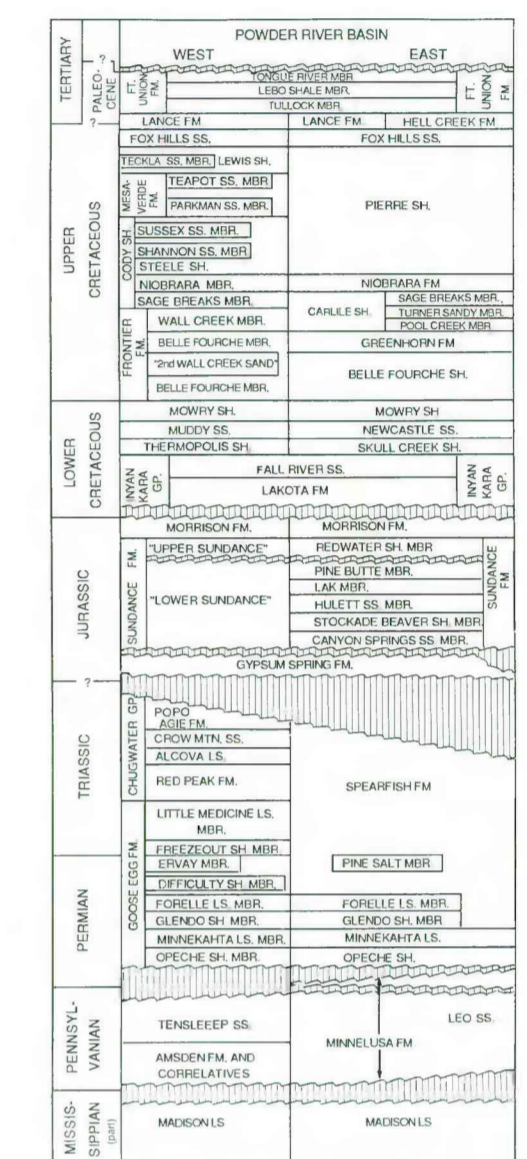 POWDER RIVER BASIN
WEST
EAST
TERTIARY
PALEO-
CENE
?
FT.
UNION
FM.
TONGUE RIVER MBR
LEBO SHALE MBR
TULLOCK MBR
FT.
UNION
FM
?
LANCE FM.
LANCE FM.
HELL CREEK FM
FOX HILLS SS.
FOX HILLS SS.
UPPER
CRETACEOUS
TECKLA SS. MBR.
LEWIS SH.
MESA-
VERDE
FM.
TEAPOT SS. MBR
PARKMAN SS. MBR.
PIERRE SH.
CODY SH.
SUSSEX SS. MBR.
SHANNON SS. MBR
STEELE SH.
NIOBRARA MBR.
NIOBRARA FM
SAGE BREAKS MBR.
CARLILE SH.
SAGE BREAKS MBR.
TURNER SANDY MBR.
POOL CREEK MBR
FRONTIER
FM.
WALL CREEK MBR.
BELLE FOURCHE MBR.
GREENHORN FM
"2nd WALL CREEK SAND"
BELLE FOURCHE MBR.
BELLE FOURCHE SH.
LOWER
CRETACEOUS
MOWRY SH.
MOWRY SH
MUDDY SS.
NEWCASTLE SS.
THERMOPOLIS SH.
SKULL CREEK SH.
INYAN
KARA
GP.
FALL RIVER SS.
LAKOTA FM
INYAN
KARA
GP.
JURASSIC
MORRISON FM.
MORRISON FM.
SUNDANCE FM.
"UPPER SUNDANCE"
REDWATER SH. MBR
"LOWER SUNDANCE"
PINE BUTTE MBR.
LAK MBR.
HULETT SS. MBR.
STOCKADE BEAVER SH. MBR.
CANYON SPRINGS SS. MBR.
SUNDANCE
FM
GYPSUM SPRING FM.
?
TRIASSIC
CHUGWATER GP.
POPO
AGIE FM.
CROW MTN. SS.
ALCOVA LS.
RED PEAK FM.
SPEARFISH FM
GOOSE EGG FM.
LITTLE MEDICINE LS.
MBR.
FREEZEOUT SH MBR.
PERMIAN
ERVAY MBR.
PINE SALT MBR
DIFFICULTY SH. MBR.
FORELLE LS. MBR.
FORELLE LS. MBR.
GLENDO SH MBR.
GLENDO SH. MBR
MINNEKAHTA LS. MBR.
MINNEKAHTA LS.
OPECHE SH. MBR.
OPECHE SH.
PENNSYL-
VANIAN
TENSLEEEP SS.
LEO SS.
MINNELUSA FM
AMSDEN FM. AND
CORRELATIVES
MISSIS-
SIPPIAN
(part)
MADISON LS
MADISON LS